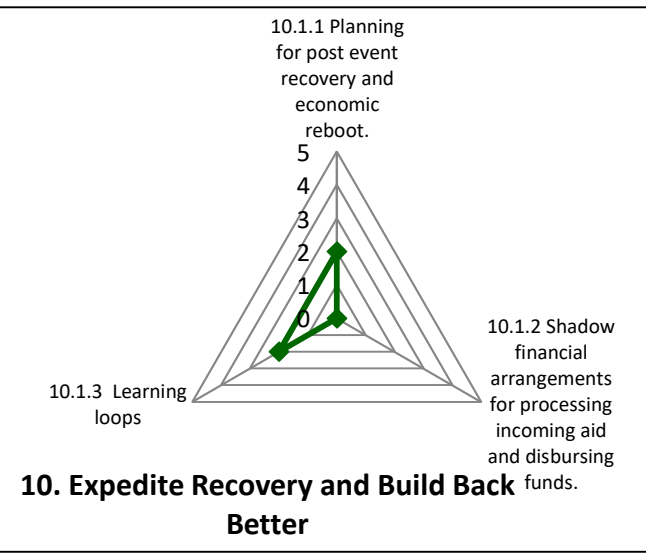 10.1.1 Planning
for post event
recovery and
economic
reboot.
5
4
3
2
1
0
10.1.2 Shadow
financial
arrangements
for processing
incoming aid
and disbursing
funds.
10.1.3  Learning
loops
10. Expedite Recovery and Build Back
Better